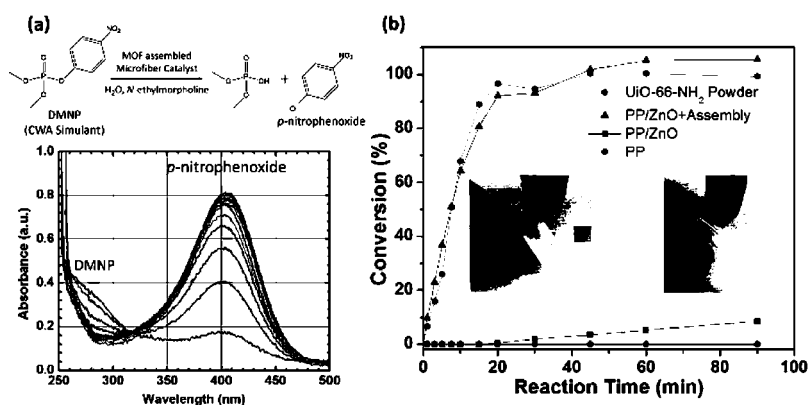 (a)
NO₂
NO₂
MOF assembled
Microfiber Catalyst
H₂O, N-ethylmorpholine
DMNP
(CWA Simulant)
p-nitrophenoxide
p-nitrophenoxide
DMNP
Absorbance (a.u.)
1.0
0.8
0.6
0.4
0.2
0.0
250 300 350 400 450 500
Wavelength (nm)
(b)
Conversion (%)
100
80
60
40
20
0
UiO-66-NH₂ Powder
PP/ZnO+Assembly
PP/ZnO
PP
0 20 40 60 80 100
Reaction Time (min)